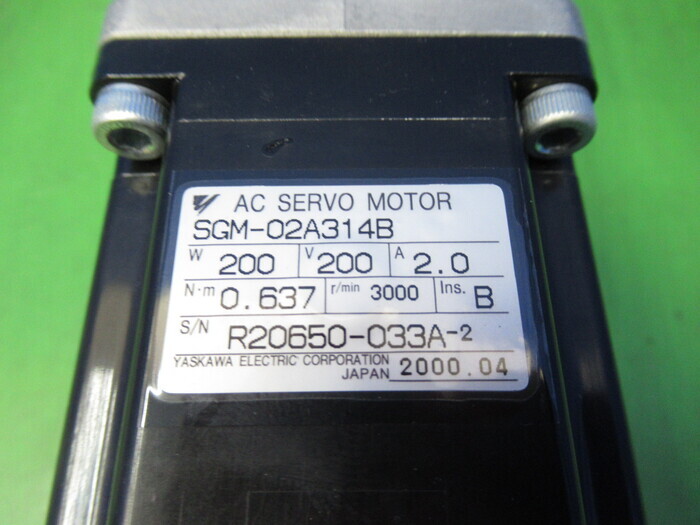 AC SERVO MOTOR
SGM-02A314B
W 200 V 200 A 2.0
N·m 0.637 r/min 3000 Ins. B
S/N R20650-033A-2
YASKAWA ELECTRIC CORPORATION
JAPAN 2000.04